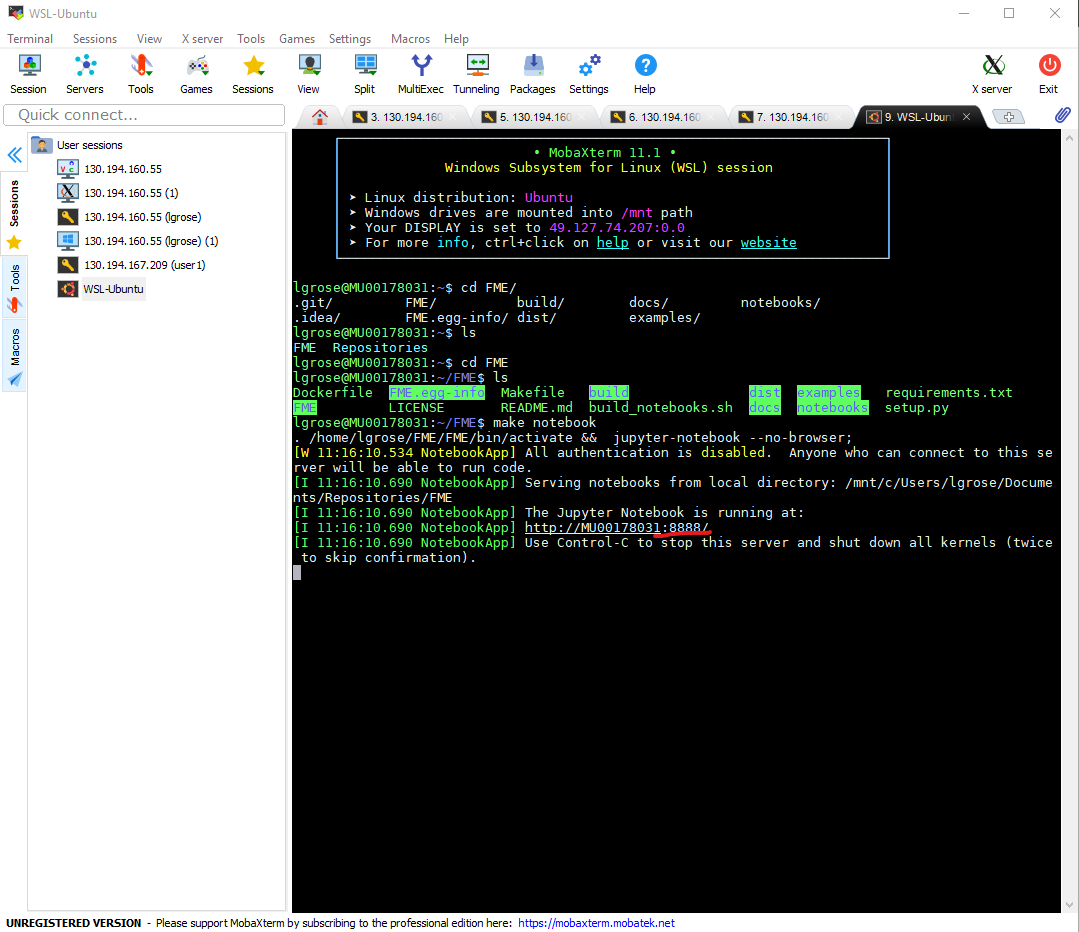 WSL-Ubuntu
Terminal Sessions View X server Tools Games Settings Macros Help
Session Servers Tools Games Sessions View Split MultiExec Tunneling Packages Settings Help X server Exit
Quick connect...
3. 130.194.160 5. 130.194.160 6. 130.194.160 7. 130.194.160 9. WSL-Ubun
Sessions
Tools
Macros
User sessions
130.194.160.55
130.194.160.55 (1)
130.194.160.55 (lgrose)
130.194.160.55 (lgrose) (1)
130.194.167.209 (user1)
WSL-Ubuntu
• MobaXterm 11.1 •
Windows Subsystem for Linux (WSL) session
➤ Linux distribution: Ubuntu
➤ Windows drives are mounted into /mnt path
➤ Your DISPLAY is set to 49.127.74.207:0.0
➤ For more info, ctrl+click on help or visit our website
lgrose@MU00178031:~$ cd FME/
.git/ FME/ build/ docs/ notebooks/
.idea/ FME.egg-info/ dist/ examples/
lgrose@MU00178031:~$ ls
FME Repositories
lgrose@MU00178031:~$ cd FME
lgrose@MU00178031:~/FME$ ls
Dockerfile FME.egg-info Makefile build dist examples requirements.txt
FME LICENSE README.md build_notebooks.sh docs notebooks setup.py
lgrose@MU00178031:~/FME$ make notebook
. /home/lgrose/FME/FME/bin/activate && jupyter-notebook --no-browser;
[W 11:16:10.534 NotebookApp] All authentication is disabled. Anyone who can connect to this se
rver will be able to run code.
[I 11:16:10.690 NotebookApp] Serving notebooks from local directory: /mnt/c/Users/lgrose/Docume
nts/Repositories/FME
[I 11:16:10.690 NotebookApp] The Jupyter Notebook is running at:
[I 11:16:10.690 NotebookApp] http://MU00178031:8888/
[I 11:16:10.690 NotebookApp] Use Control-C to stop this server and shut down all kernels (twice
to skip confirmation).
UNREGISTERED VERSION - Please support MobaXterm by subscribing to the professional edition here: https://mobaxterm.mobatek.net